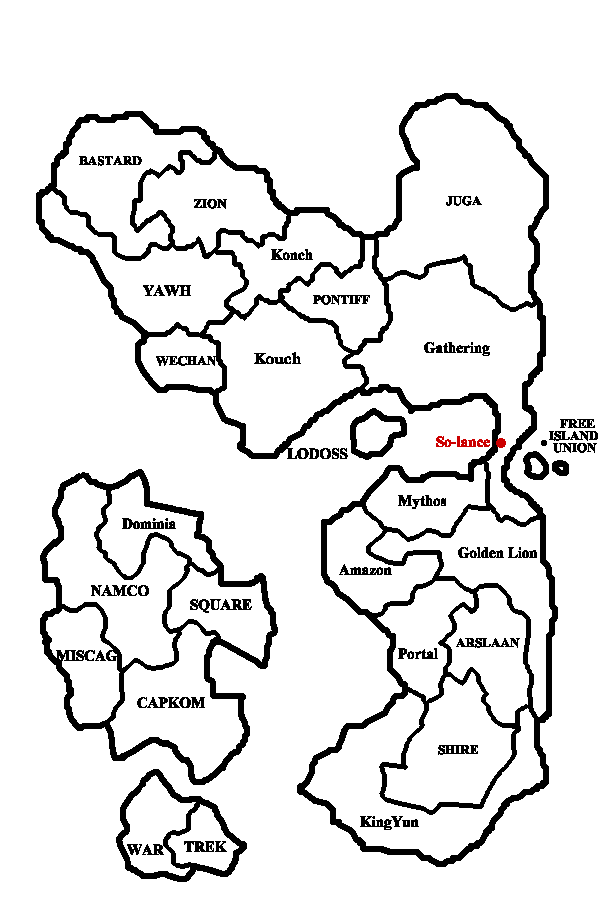 BASTARD
ZION
JUGA
Konch
YAWH
PONTIFF
Gathering
WECHAN
Kouch
FREE
ISLAND
UNION
So-lance
LODOSS
Mythos
Dominia
Golden Lion
Amazon
NAMCO
SQUARE
MISCAG
Portal
ARSLAAN
CAPKOM
SHIRE
KingYun
WAR
TREK